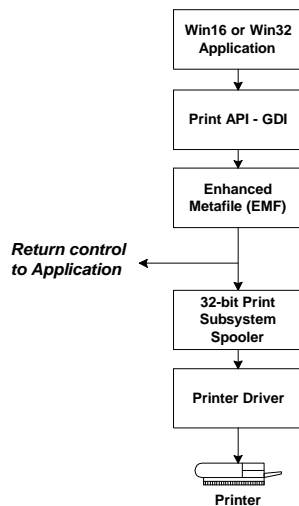 Win16 or Win32
Application
Print API - GDI
Enhanced
Metafile (EMF)
Return control
to Application
32-bit Print
Subsystem
Spooler
Printer Driver
Printer